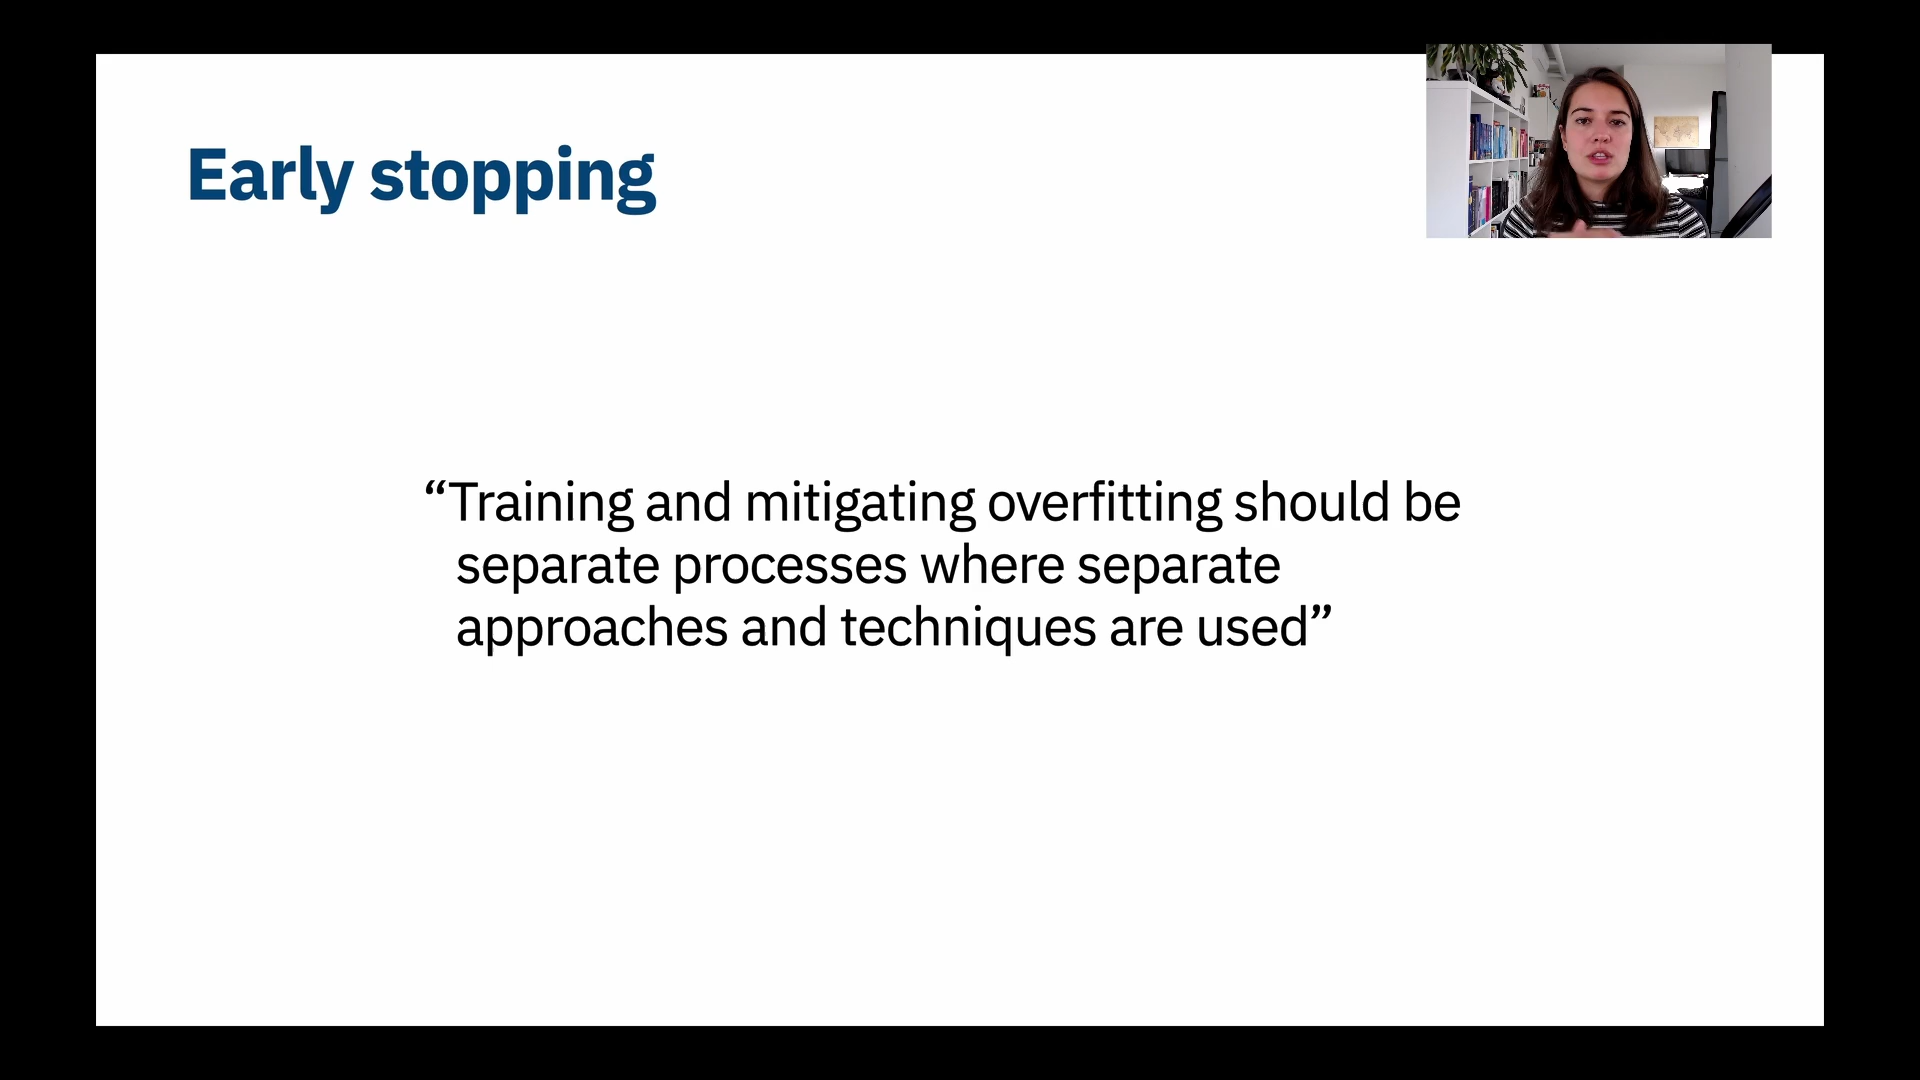 Early stopping
“Training and mitigating overfitting should be
separate processes where separate
approaches and techniques are used”